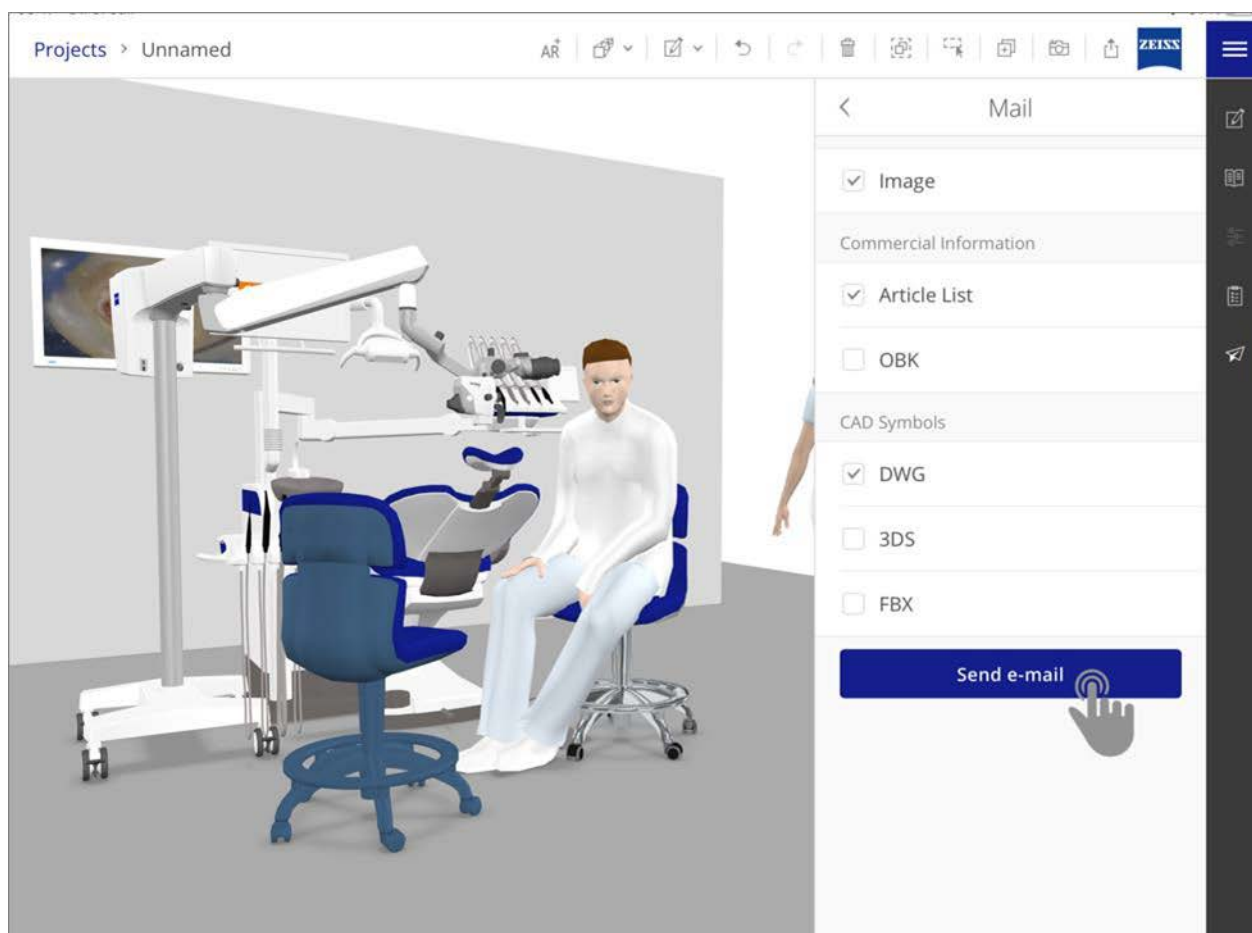 Projects > Unnamed
AR
ZEISS
Mail
Image
Commercial Information
Article List
OBK
CAD Symbols
DWG
3DS
FBX
Send e-mail